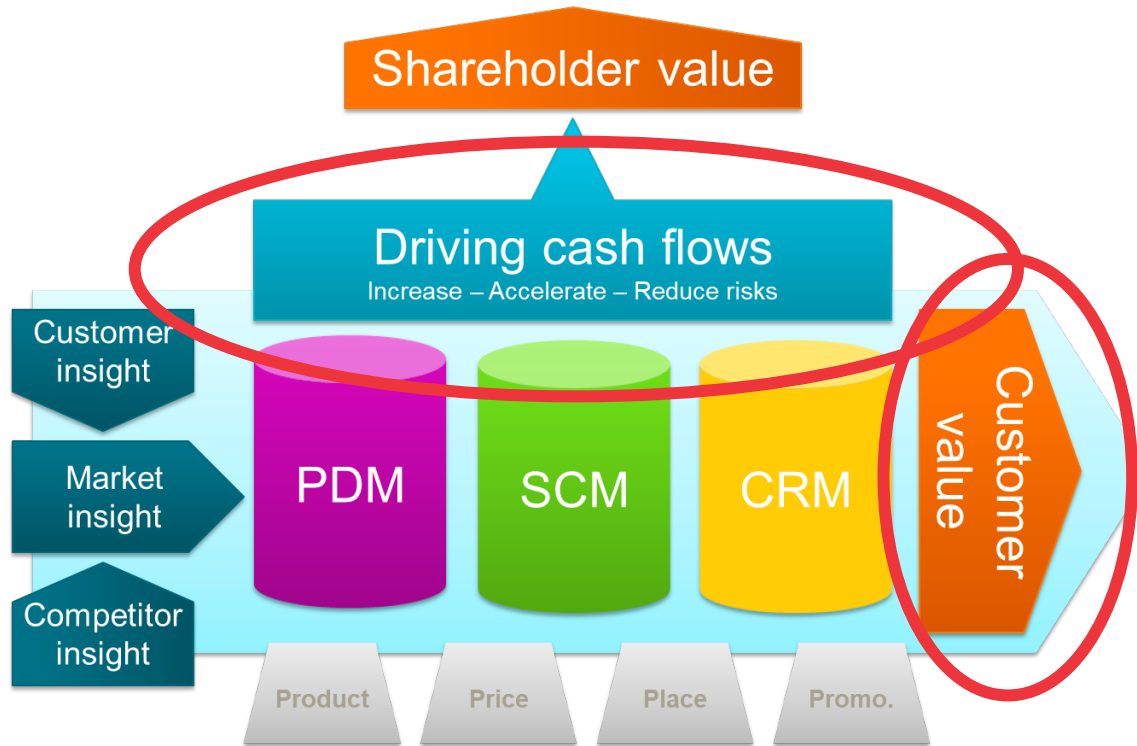 Shareholder value
Driving cash flows
Increase – Accelerate – Reduce risks
Customer
insight
Market
insight
Competitor
insight
PDM
SCM
CRM
Customer
value
Product
Price
Place
Promo.